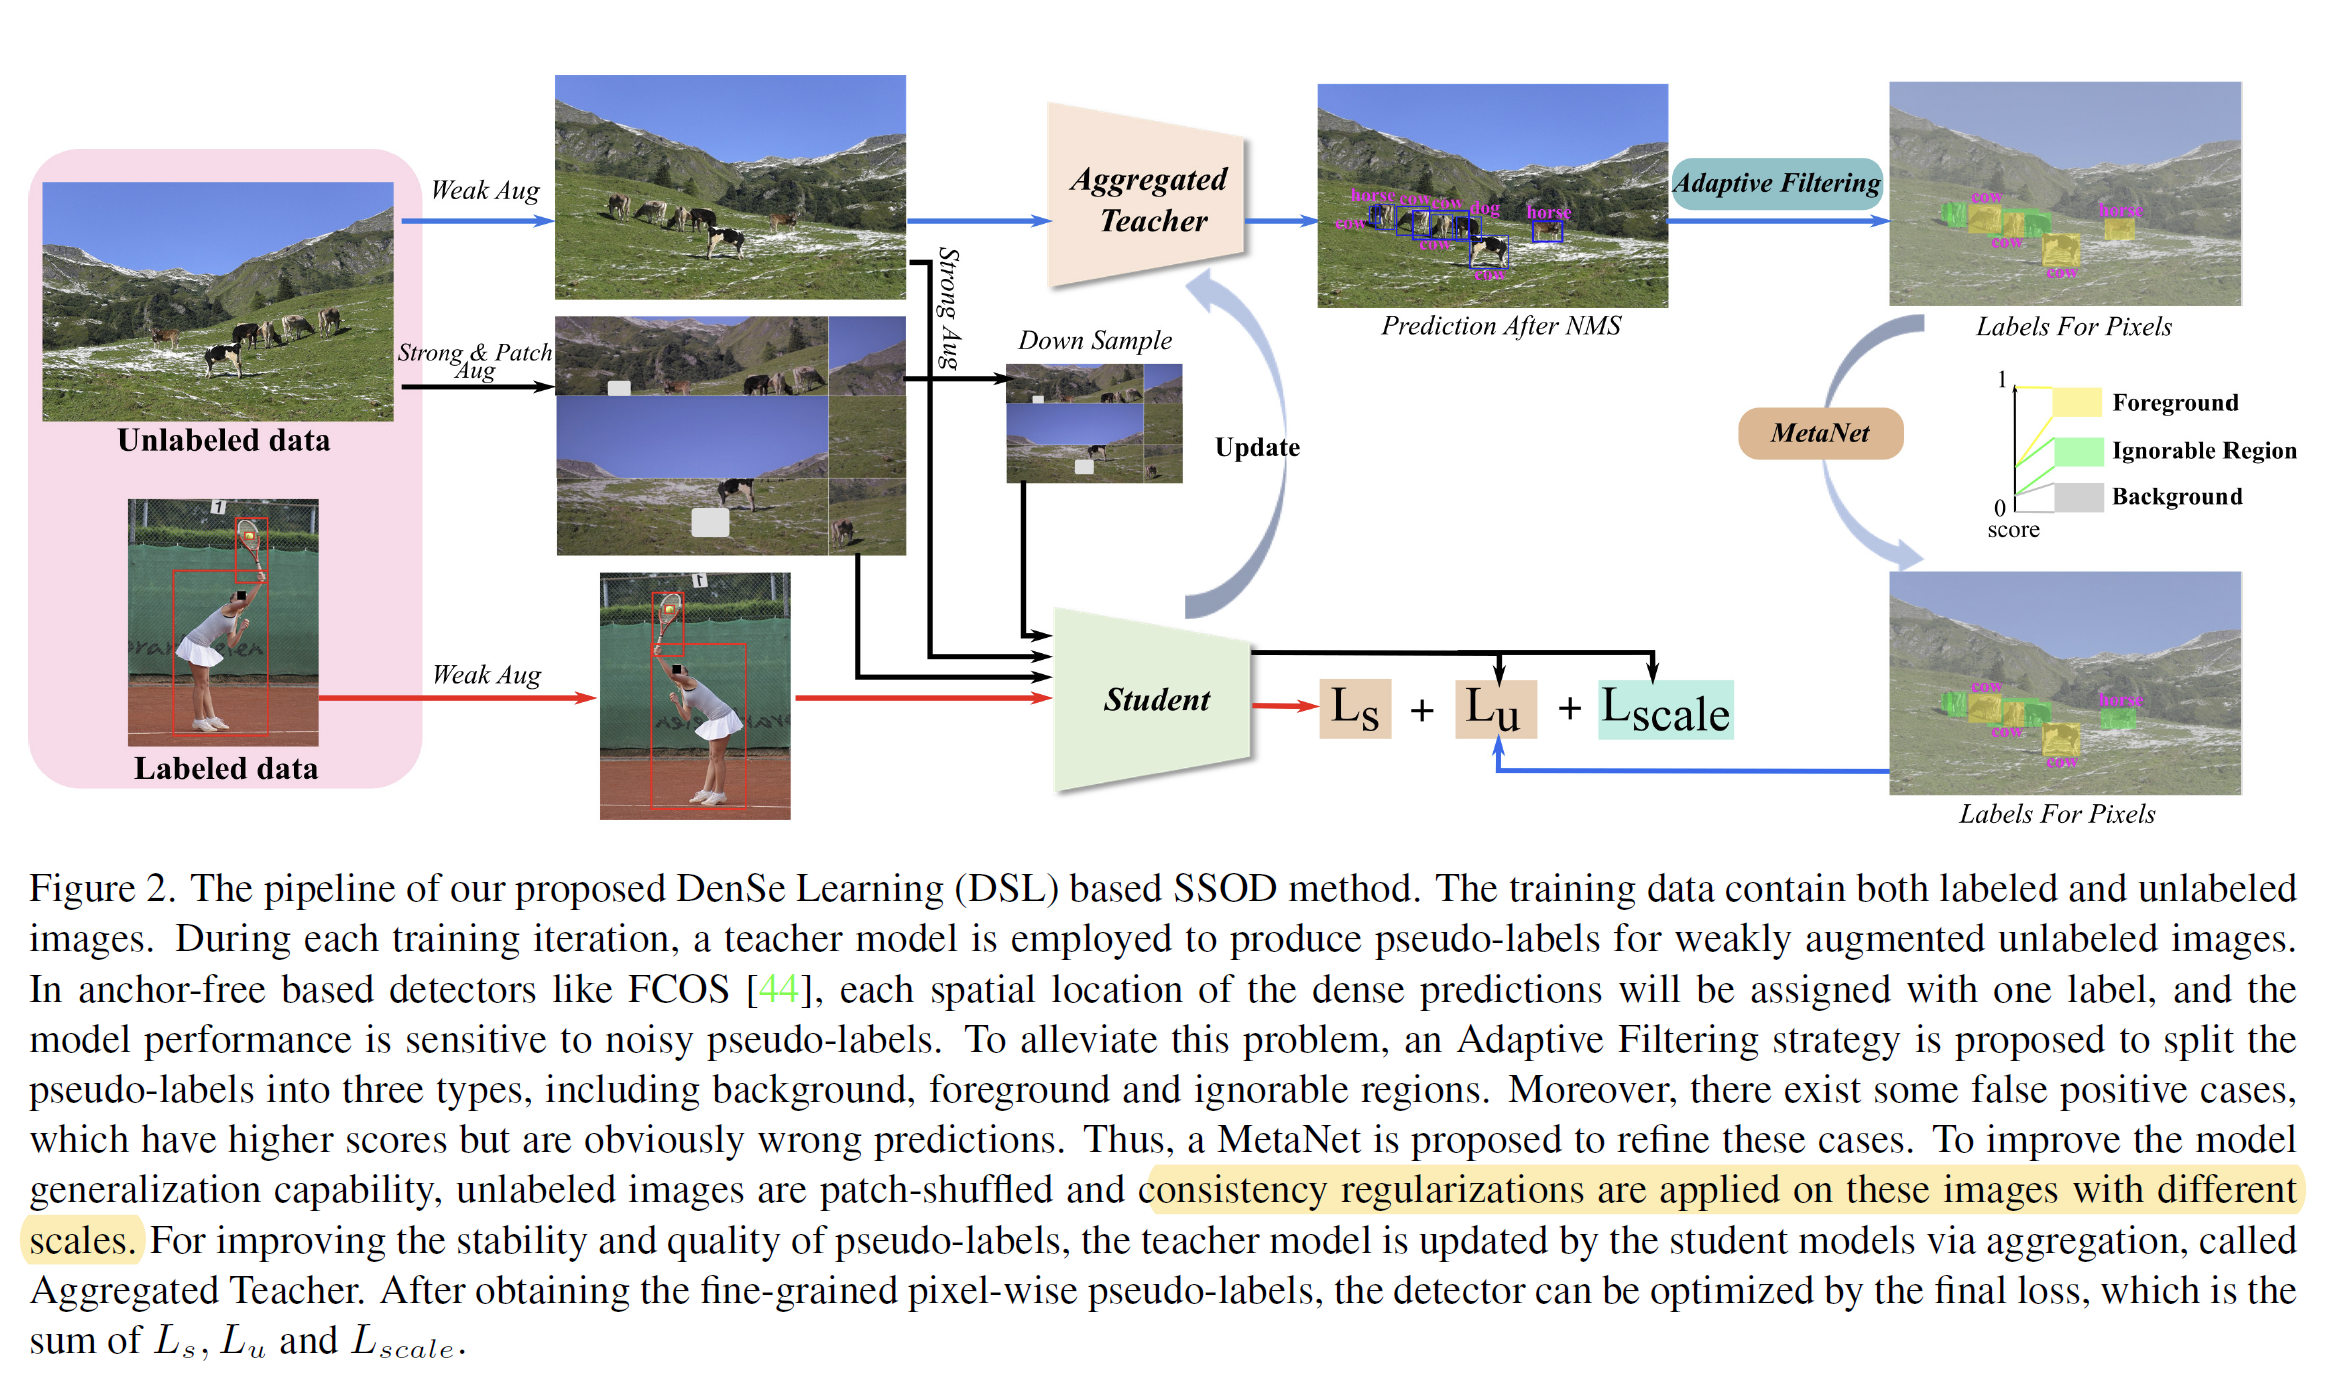 Weak Aug
Strong & Patch
Aug
Unlabeled data
1
oran
elen
Labeled data
Weak Aug
1
Strong Aug
Down Sample
Aggregated
Teacher
Update
Student
horse
cow
cow
dog
horse
cow
cow
cow
Prediction After NMS
Adaptive Filtering
cow
horse
cow
cow
Labels For Pixels
MetaNet
1
0
score
Foreground
Ignorable Region
Background
cow
horse
cow
cow
Labels For Pixels
Ls + Lu + Lscale
Figure 2. The pipeline of our proposed DenSe Learning (DSL) based SSOD method. The training data contain both labeled and unlabeled
images. During each training iteration, a teacher model is employed to produce pseudo-labels for weakly augmented unlabeled images.
In anchor-free based detectors like FCOS [44], each spatial location of the dense predictions will be assigned with one label, and the
model performance is sensitive to noisy pseudo-labels. To alleviate this problem, an Adaptive Filtering strategy is proposed to split the
pseudo-labels into three types, including background, foreground and ignorable regions. Moreover, there exist some false positive cases,
which have higher scores but are obviously wrong predictions. Thus, a MetaNet is proposed to refine these cases. To improve the model
generalization capability, unlabeled images are patch-shuffled and consistency regularizations are applied on these images with different
scales. For improving the stability and quality of pseudo-labels, the teacher model is updated by the student models via aggregation, called
Aggregated Teacher. After obtaining the fine-grained pixel-wise pseudo-labels, the detector can be optimized by the final loss, which is the
sum of Ls, Lu and Lscale.